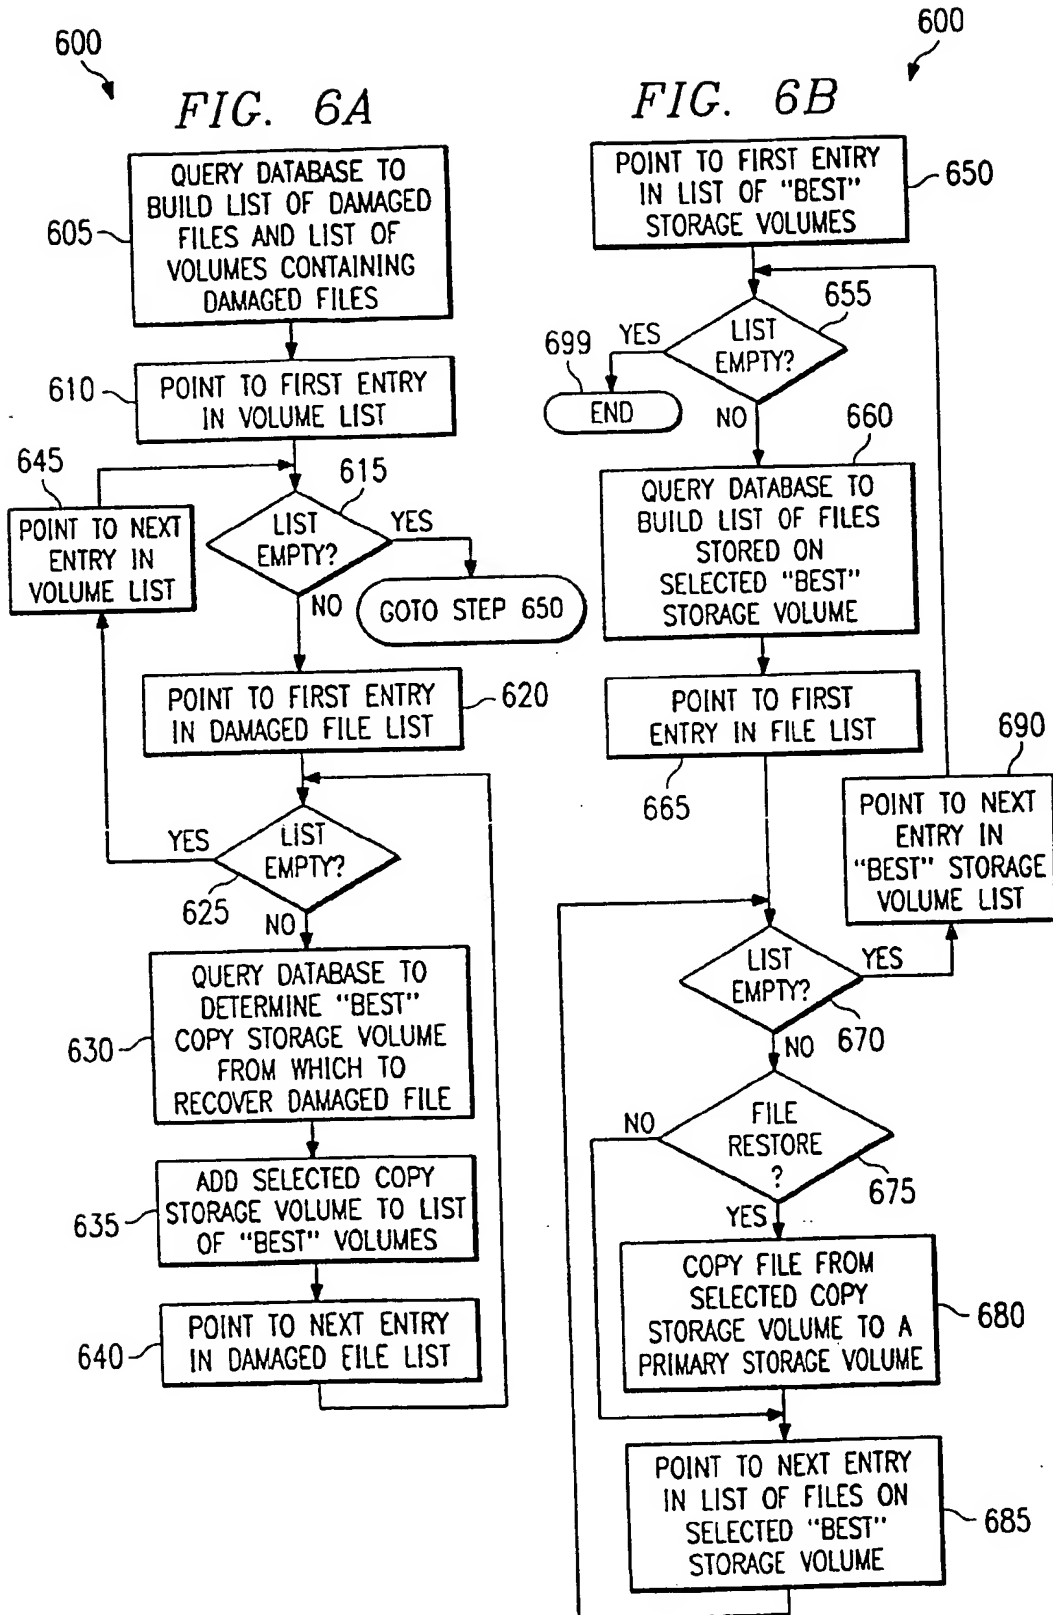 600
FIG. 6A
QUERY DATABASE TO
BUILD LIST OF DAMAGED
FILES AND LIST OF
VOLUMES CONTAINING
DAMAGED FILES
605
POINT TO FIRST ENTRY
IN VOLUME LIST
610
645
POINT TO NEXT
ENTRY IN
VOLUME LIST
615
LIST
EMPTY?
YES
GOTO STEP 650
NO
POINT TO FIRST ENTRY
IN DAMAGED FILE LIST
620
YES
LIST
EMPTY?
625
NO
QUERY DATABASE TO
DETERMINE "BEST"
COPY STORAGE VOLUME
FROM WHICH TO
RECOVER DAMAGED FILE
630
ADD SELECTED COPY
STORAGE VOLUME TO LIST
OF "BEST" VOLUMES
635
POINT TO NEXT ENTRY
IN DAMAGED FILE LIST
640
600
FIG. 6B
POINT TO FIRST ENTRY
IN LIST OF "BEST"
STORAGE VOLUMES
650
655
LIST
EMPTY?
YES
699
END
NO
660
QUERY DATABASE TO
BUILD LIST OF FILES
STORED ON
SELECTED "BEST"
STORAGE VOLUME
POINT TO FIRST
ENTRY IN FILE LIST
665
690
POINT TO NEXT
ENTRY IN
"BEST" STORAGE
VOLUME LIST
LIST
EMPTY?
YES
670
NO
FILE
RESTORE
?
NO
675
YES
COPY FILE FROM
SELECTED COPY
STORAGE VOLUME TO A
PRIMARY STORAGE VOLUME
680
POINT TO NEXT ENTRY
IN LIST OF FILES ON
SELECTED "BEST"
STORAGE VOLUME
685